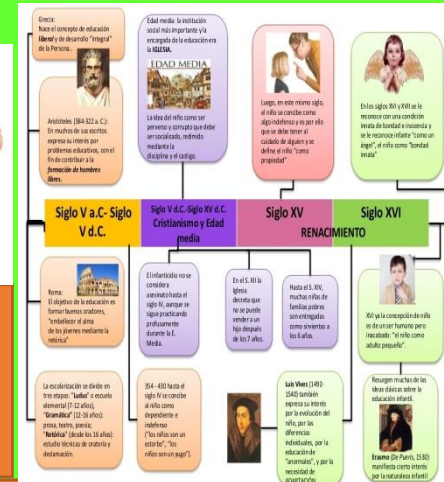 Grecia:
Nace el concepto de educación
liberal y de desarrollo "integral"
de la Persona.
Aristóteles (384-322 a. C.):
En muchos de sus escritos
expresa su interés por
problemas educativos, con el
fin de contribuir a la
formación de hombres
libres.
Edad media: la institución
social más importante y la
encargada de la educación era
la IGLESIA.
EDAD MEDIA
La idea del niño como ser
perverso y corrupto que debe
ser socializado, redimido
mediante la
disciplina y el castigo.
Luego, en este mismo siglo,
el niño se concibe como
algo indefenso y es por ello
que se debe tener al
cuidado de alguien y se
define el niño "como
propiedad"
En los siglos XVI y XVII se le
reconoce con una condición
innata de bondad e inocencia y
se le reconoce infante "como un
ángel", el niño como "bondad
innata"
Siglo V a.C- Siglo
V d.C.
Siglo V d.C.-Siglo XV d.C.
Cristianismo y Edad
media
Siglo XV
Siglo XVI
RENACIMIENTO
Roma:
El objetivo de la educación es
formar buenos oradores,
"embellecer el alma
de los jóvenes mediante la
retórica"
La escolarización se divide en
tres etapas: "Ludus" o escuela
elemental (7-12 años),
"Gramática" (12-16 años):
prosa, teatro, poesía;
"Retórica" (desde los 16 años):
estudio técnicas de oratoria y
declamación.
El infanticidio no se
considera
asesinato hasta el
siglo IV, aunque se
sigue practicando
profusamente
durante la E.
Media.
354 - 430 hasta el
siglo IV se concibe
al niño como
dependiente e
indefenso
("los niños son un
estorbo", "los
niños son un yugo").
En el S. XII la
Iglesia
decreta que
no se puede
vender a un
hijo después
de los 7 años.
Hasta el S. XIV,
muchas niñas de
familias pobres
son entregadas
como sirvientas a
los 6 años.
Luis Vives (1492-
1540) también
expresa su interés
por la evolución del
niño, por las
diferencias
individuales, por la
educación de
"anormales", y por la
necesidad de
ADAPTACIÓN
XVI ya la concepción de niño
es de un ser humano pero
inacabado: "el niño como
adulto pequeño".
Resurgen muchas de las
ideas clásicas sobre la
educación infantil.
Erasmo (De Pueris, 1530)
manifiesta cierto interés
por la naturaleza infantil